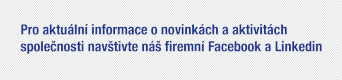 Pro aktuální informace o novinkách a aktivitách
společnosti navštivte náš firemní Facebook a Linkedin